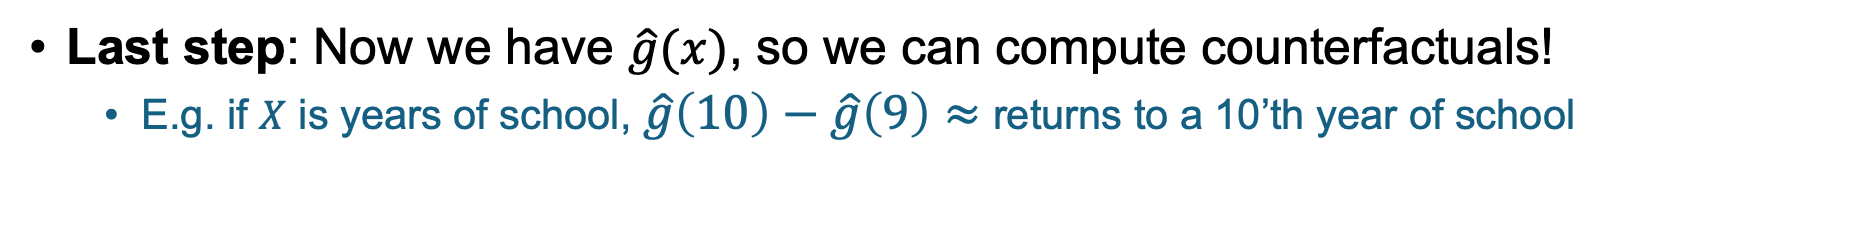 • Last step: Now we have ĝ(x), so we can compute counterfactuals!
• E.g. if X is years of school, ĝ(10) − ĝ(9) ≈ returns to a 10’th year of school